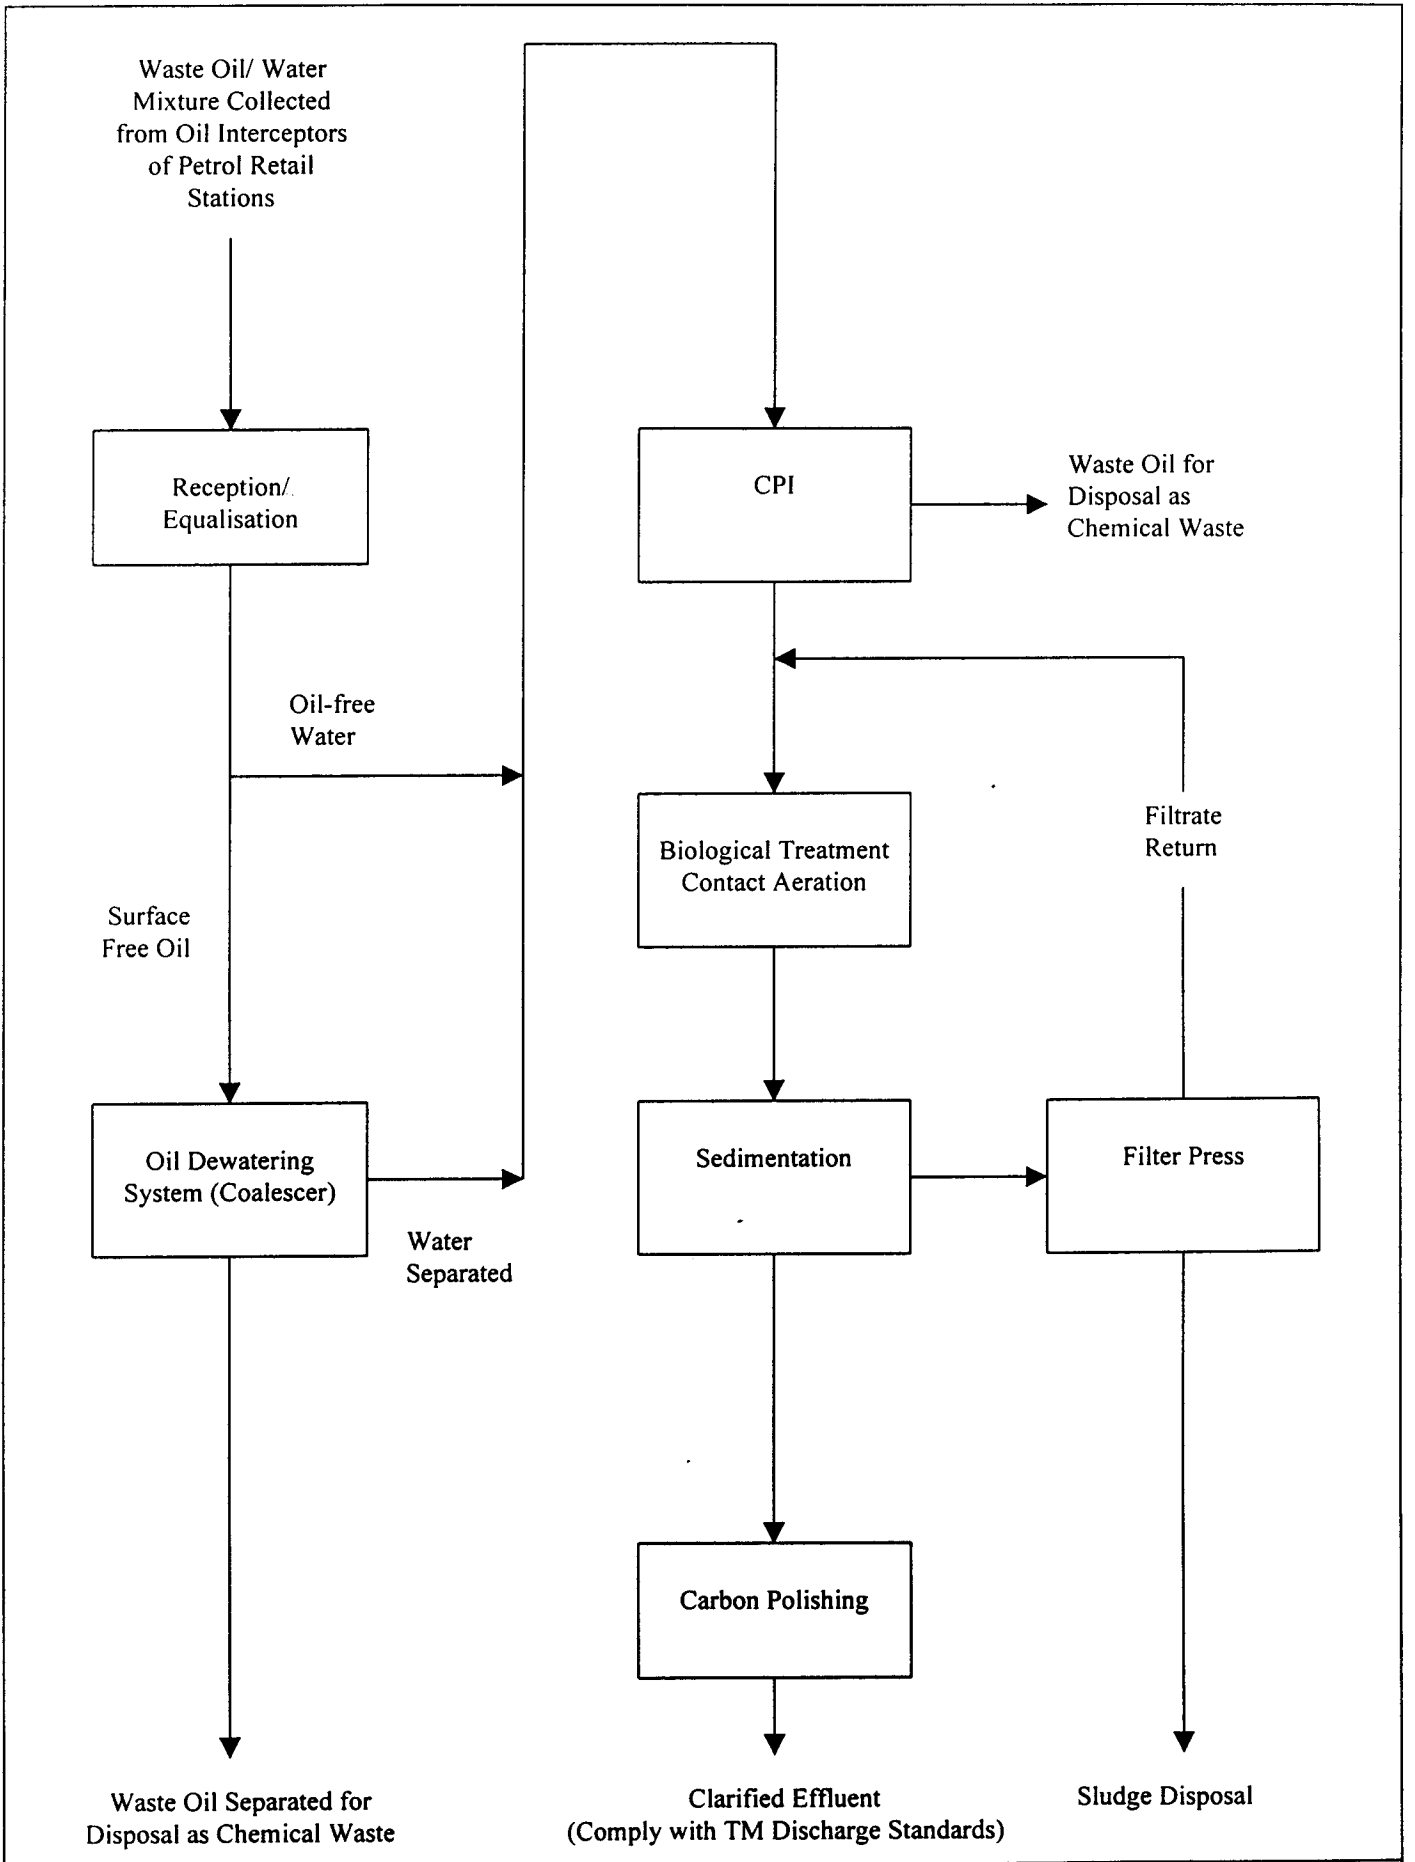 Waste Oil/ Water
Mixture Collected
from Oil Interceptors
of Petrol Retail
Stations
Reception/
Equalisation
CPI
Waste Oil for
Disposal as
Chemical Waste
Oil-free
Water
Surface
Free Oil
Biological Treatment
Contact Aeration
Filtrate
Return
Oil Dewatering
System (Coalescer)
Water
Separated
Sedimentation
Filter Press
Carbon Polishing
Waste Oil Separated for
Disposal as Chemical Waste
Clarified Effluent
(Comply with TM Discharge Standards)
Sludge Disposal